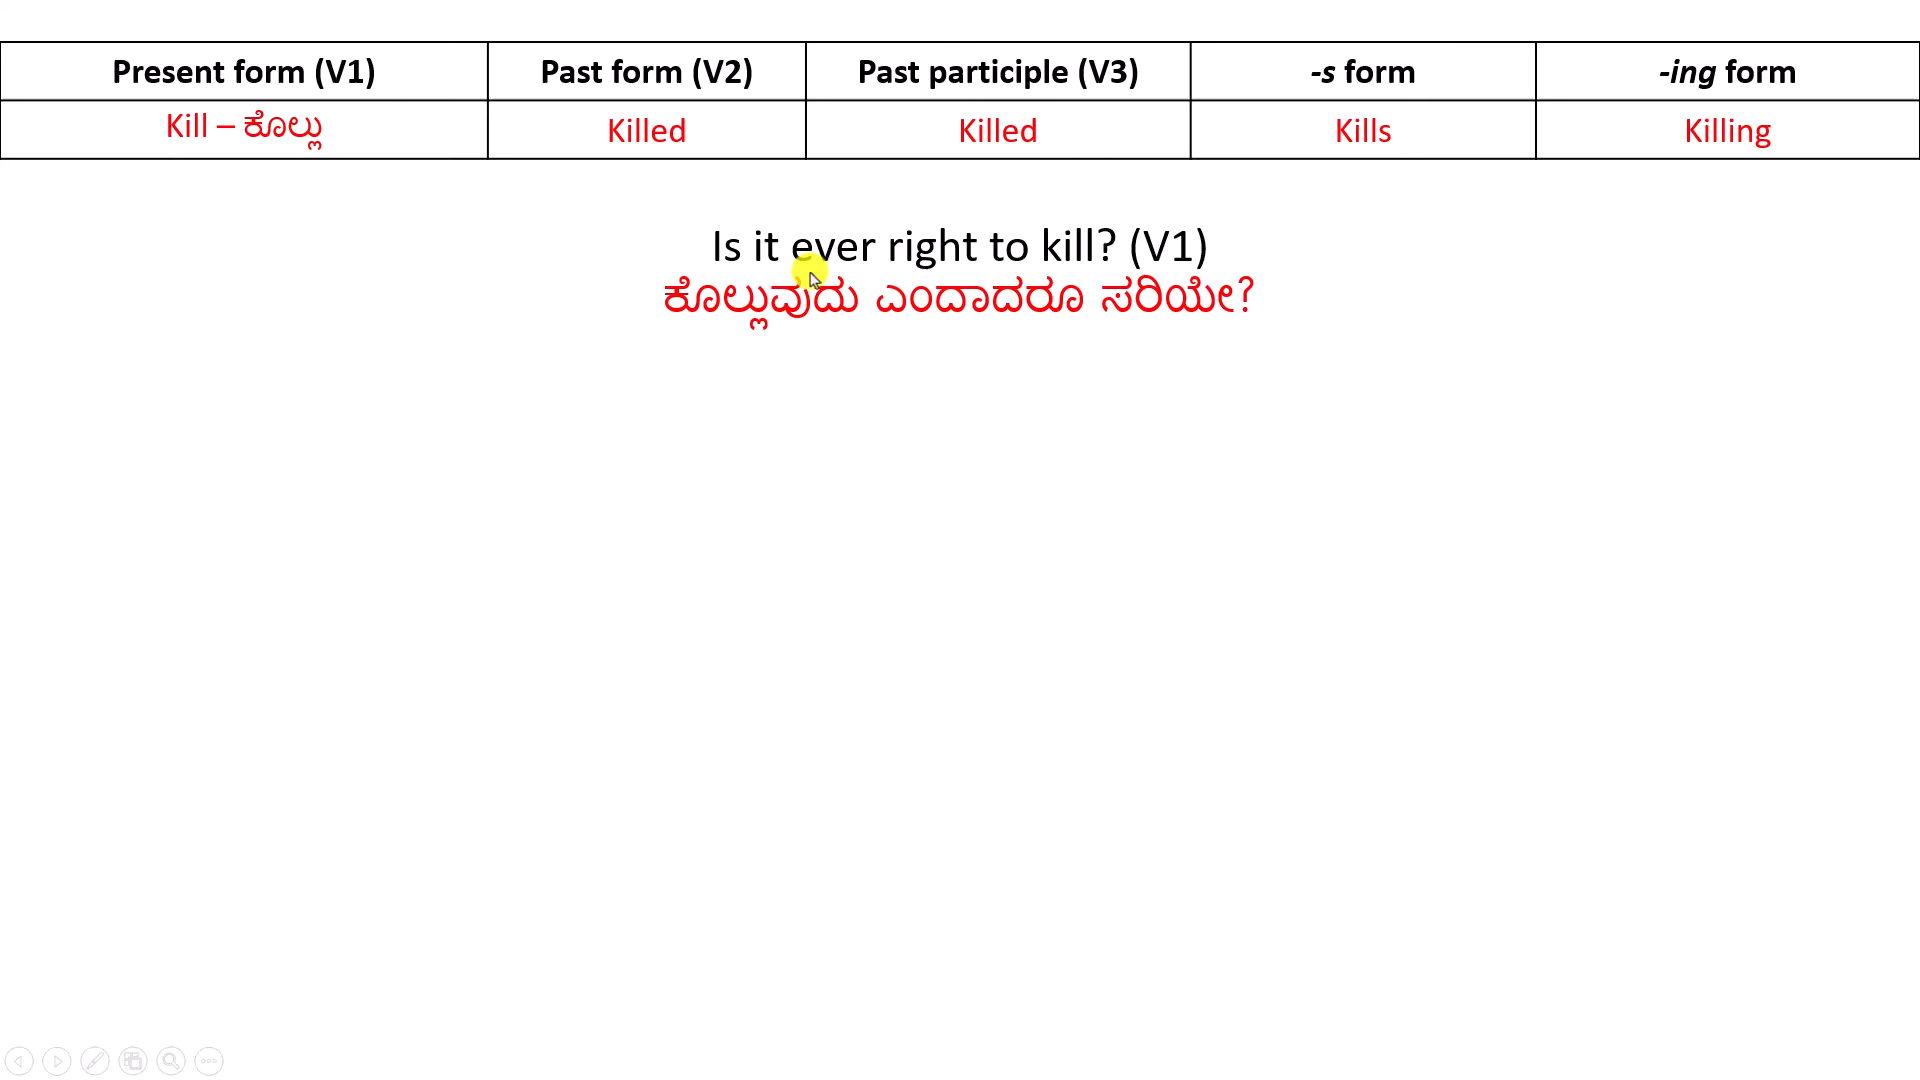 Present form (V1) Past form (V2) Past participle (V3) -s form -ing form
Kill – ಕೊಲ್ಲು Killed Killed Kills Killing
Is it ever right to kill? (V1)
ಕೊಲ್ಲುವುದು ಎಂದಾದರೂ ಸರಿಯೇ?